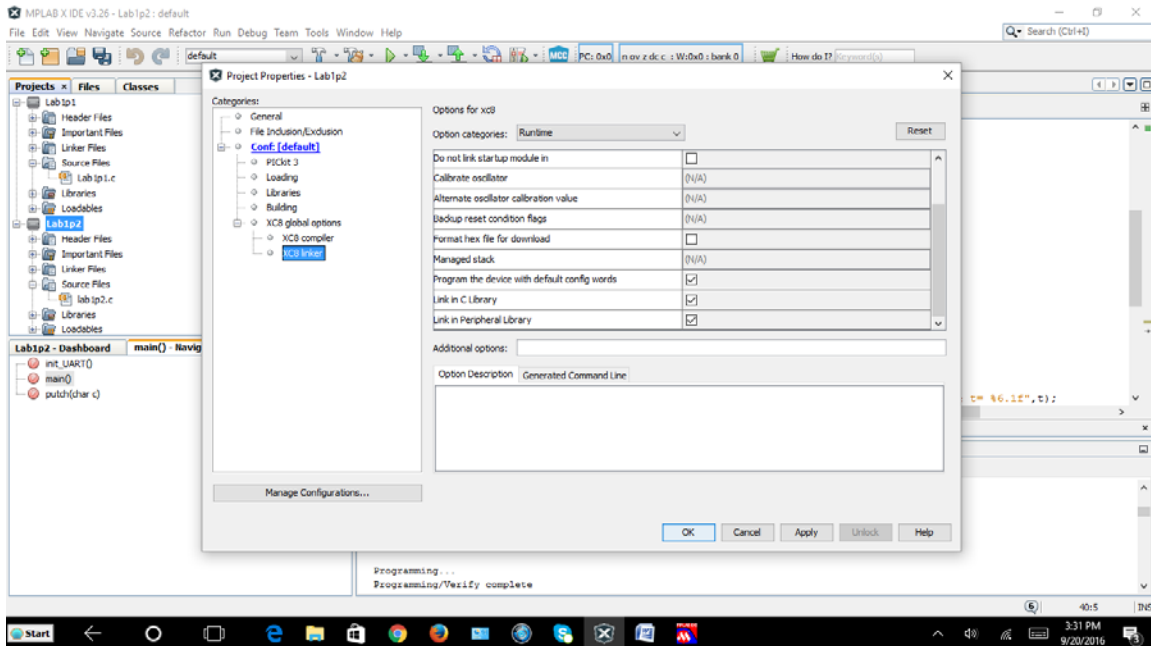 MPLAB X IDE v3.26 - Lab1p2 : default
File Edit View Navigate Source Refactor Run Debug Team Tools Window Help
Search (Ctrl+I)
default
MCC
PC: 0x0
n ov z dc c : W:0x0 : bank 0
How do I? Keyword(s)
Projects
Files
Classes
Lab1p1
Header Files
Important Files
Linker Files
Source Files
Lab1p1.c
Libraries
Loadables
Lab1p2
Header Files
Important Files
Linker Files
Source Files
lab1p2.c
Libraries
Loadables
Lab1p2 - Dashboard
main() - Navig
init_UART()
main()
putch(char c)
Project Properties - Lab1p2
Categories:
General
File Inclusion/Exclusion
Conf: [default]
PICkit 3
Loading
Libraries
Building
XC8 global options
XC8 compiler
XC8 linker
Manage Configurations...
Options for xc8
Option categories: Runtime
Reset
Do not link startup module in
Calibrate oscillator (N/A)
Alternate oscillator calibration value (N/A)
Backup reset condition flags (N/A)
Format hex file for download
Managed stack (N/A)
Program the device with default config words
Link in C Library
Link in Peripheral Library
Additional options:
Option Description
Generated Command Line
OK
Cancel
Apply
Unlock
Help
t= %6.1f",t);
Programming...
Programming/Verify complete
6
40:5
INS
Start
3:31 PM
9/20/2016